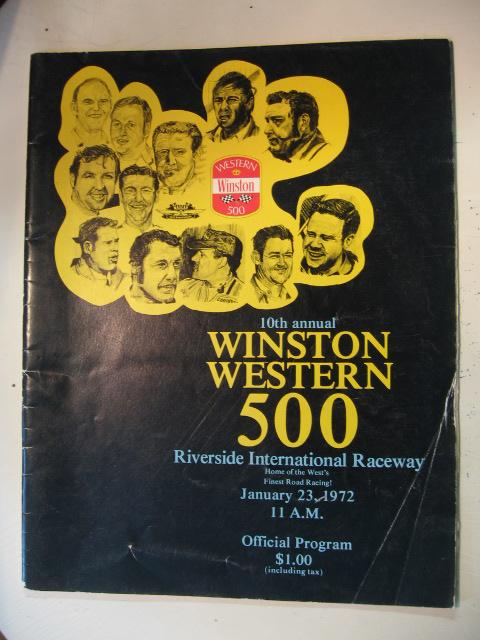 WESTERN
Winston
500
10th annual
WINSTON
WESTERN
500
Riverside International Raceway
Home of the West's
Finest Road Racing!
January 23, 1972
11 A.M.
Official Program
$1.00
(including tax)